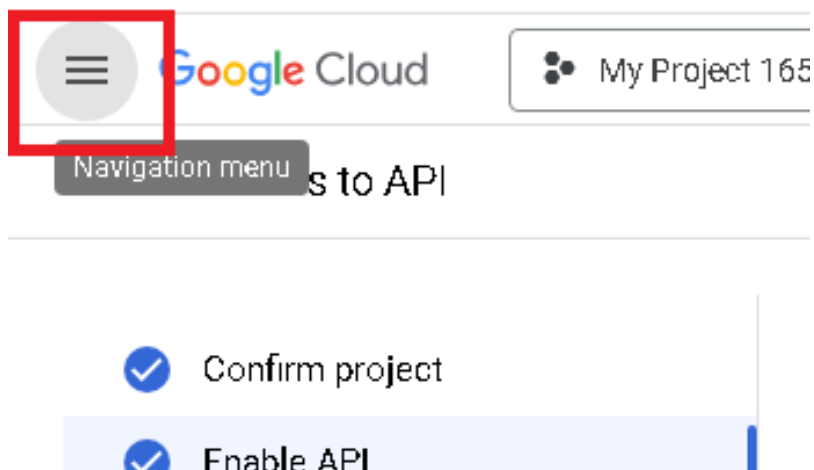 Google Cloud
My Project 165
Navigation menu
s to API
Confirm project
Enable API